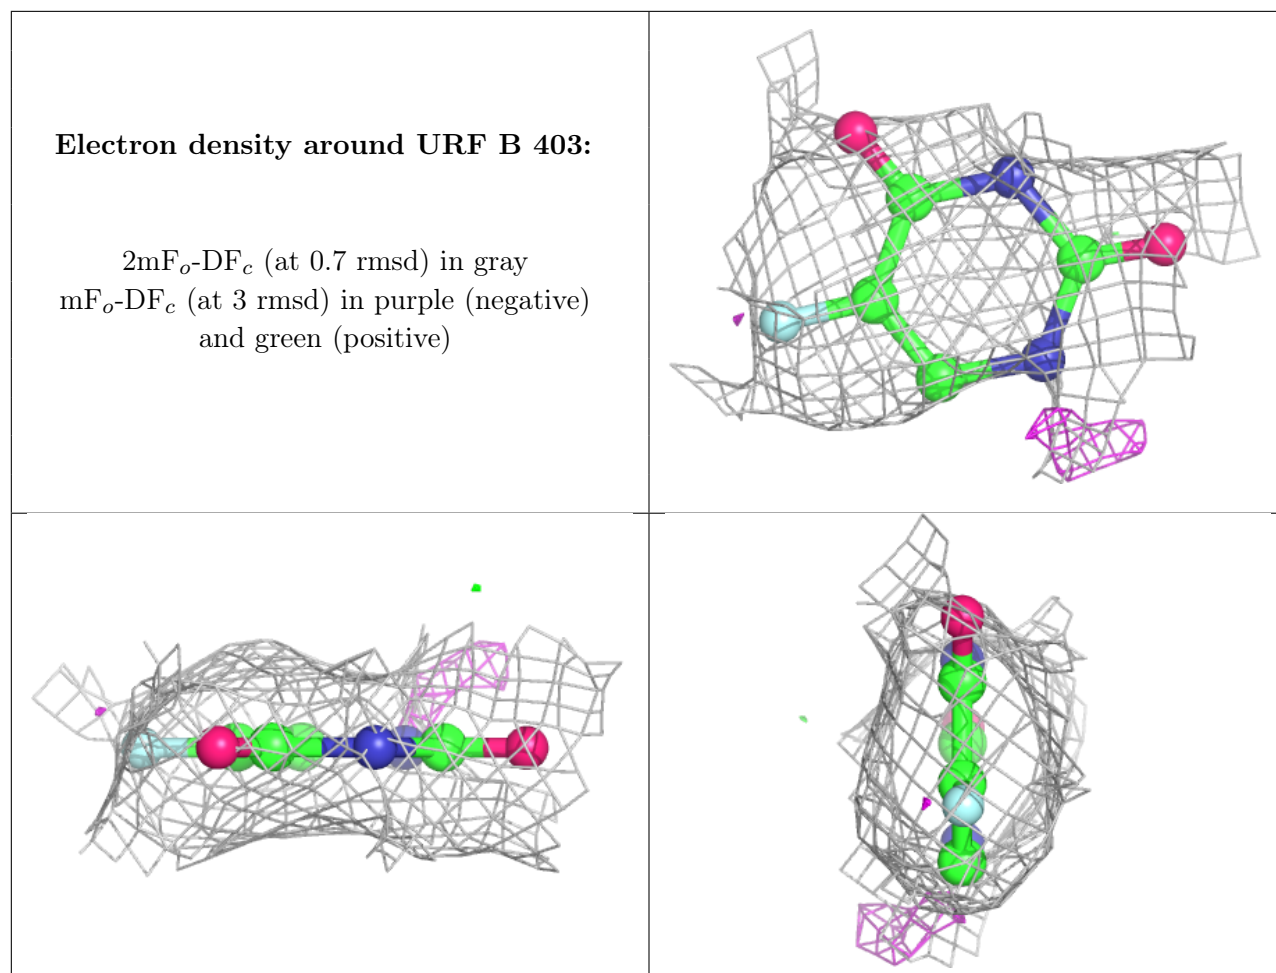 Electron density around URF B 403:
2mFo-DFc (at 0.7 rmsd) in gray
mFo-DFc (at 3 rmsd) in purple (negative)
and green (positive)